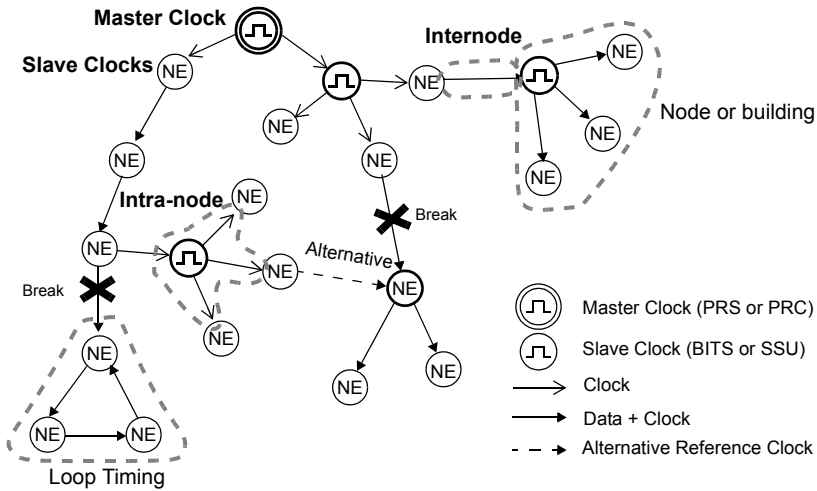 Master Clock
Internode
Slave Clocks
NE
NE
NE
NE
Node or building
NE
NE
NE
NE
Intra-node
NE
Break
NE
Alternative
NE
Break
NE
NE
Master Clock (PRS or PRC)
NE
Slave Clock (BITS or SSU)
NE
NE
NE
Clock
NE
NE
Data + Clock
Alternative Reference Clock
Loop Timing